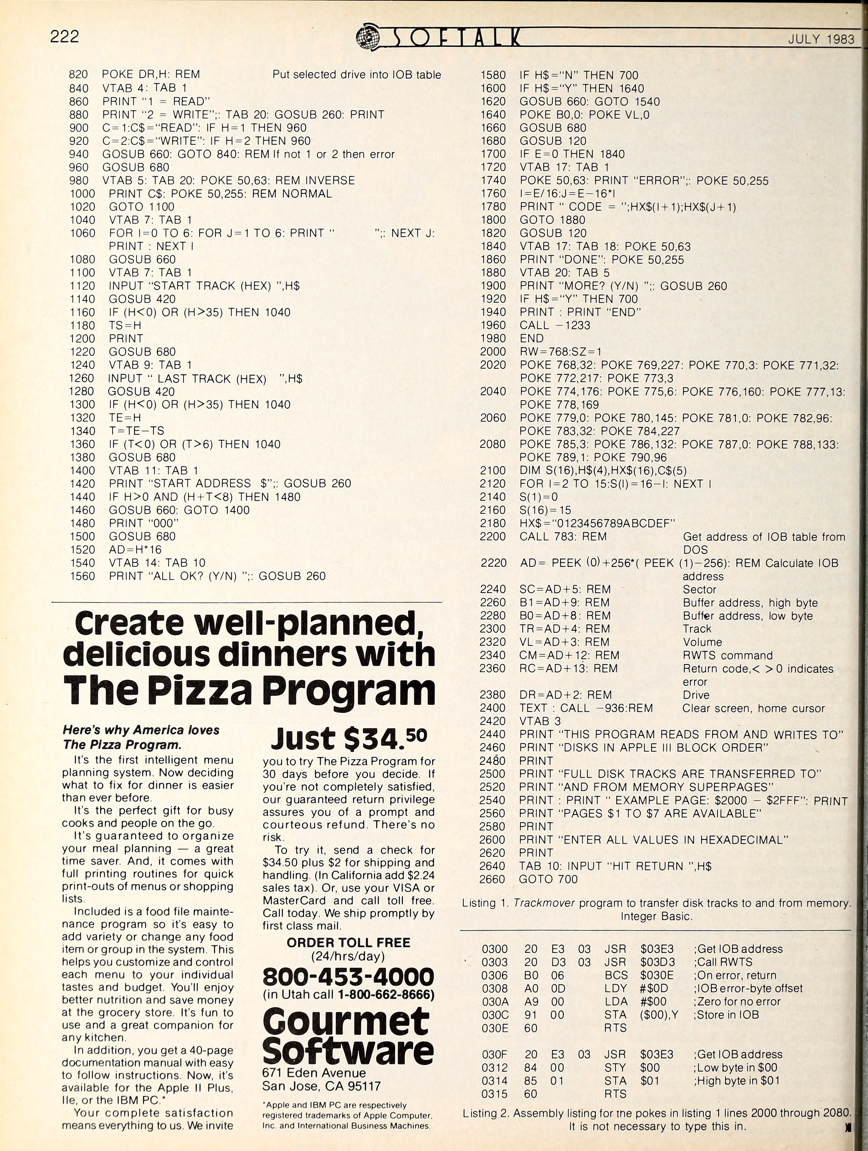 222
SOFTALK
JULY 1983
820 POKE DR,H: REM Put selected drive into IOB table
840 VTAB 4: TAB 1
860 PRINT "1 = READ"
880 PRINT "2 = WRITE";: TAB 20: GOSUB 260: PRINT
900 C=1:C$="READ": IF H=1 THEN 960
920 C=2:C$="WRITE": IF H=2 THEN 960
940 GOSUB 660: GOTO 840: REM If not 1 or 2 then error
960 GOSUB 680
980 VTAB 5: TAB 20: POKE 50,63: REM INVERSE
1000 PRINT C$: POKE 50,255: REM NORMAL
1020 GOTO 1100
1040 VTAB 7: TAB 1
1060 FOR I=0 TO 6: FOR J=1 TO 6: PRINT " ";: NEXT J:
PRINT : NEXT I
1080 GOSUB 660
1100 VTAB 7: TAB 1
1120 INPUT "START TRACK (HEX) ",H$
1140 GOSUB 420
1160 IF (H<0) OR (H>35) THEN 1040
1180 TS=H
1200 PRINT
1220 GOSUB 680
1240 VTAB 9: TAB 1
1260 INPUT " LAST TRACK (HEX) ",H$
1280 GOSUB 420
1300 IF (H<0) OR (H>35) THEN 1040
1320 TE=H
1340 T=TE-TS
1360 IF (T<0) OR (T>6) THEN 1040
1380 GOSUB 680
1400 VTAB 11: TAB 1
1420 PRINT "START ADDRESS $";: GOSUB 260
1440 IF H>0 AND (H+T<8) THEN 1480
1460 GOSUB 660: GOTO 1400
1480 PRINT "000"
1500 GOSUB 680
1520 AD=H*16
1540 VTAB 14: TAB 10
1560 PRINT "ALL OK? (Y/N) ";: GOSUB 260
1580 IF H$="N" THEN 700
1600 IF H$="Y" THEN 1640
1620 GOSUB 660: GOTO 1540
1640 POKE B0,0: POKE VL,0
1660 GOSUB 680
1680 GOSUB 120
1700 IF E=0 THEN 1840
1720 VTAB 17: TAB 1
1740 POKE 50,63: PRINT "ERROR";: POKE 50,255
1760 I=E/16:J=E-16*I
1780 PRINT " CODE = ";HX$(I+1);HX$(J+1)
1800 GOTO 1880
1820 GOSUB 120
1840 VTAB 17: TAB 18: POKE 50,63
1860 PRINT "DONE": POKE 50,255
1880 VTAB 20: TAB 5
1900 PRINT "MORE? (Y/N) ";: GOSUB 260
1920 IF H$="Y" THEN 700
1940 PRINT : PRINT "END"
1960 CALL -1233
1980 END
2000 RW=768:SZ=1
2020 POKE 768,32: POKE 769,227: POKE 770,3: POKE 771,32:
POKE 772,217: POKE 773,3
2040 POKE 774,176: POKE 775,6: POKE 776,160: POKE 777,13:
POKE 778,169
2060 POKE 779,0: POKE 780,145: POKE 781,0: POKE 782,96:
POKE 783,32: POKE 784,227
2080 POKE 785,3: POKE 786,132: POKE 787,0: POKE 788,133:
POKE 789,1: POKE 790,96
2100 DIM S(16),H$(4),HX$(16),C$(5)
2120 FOR I=2 TO 15:S(I)=16-I: NEXT I
2140 S(1)=0
2160 S(16)=15
2180 HX$="0123456789ABCDEF"
2200 CALL 783: REM Get address of IOB table from
DOS
2220 AD= PEEK (0)+256*( PEEK (1)-256): REM Calculate IOB
address
2240 SC=AD+5: REM Sector
2260 B1=AD+9: REM Buffer address, high byte
2280 B0=AD+8: REM Buffer address, low byte
2300 TR=AD+4: REM Track
2320 VL=AD+3: REM Volume
2340 CM=AD+12: REM RWTS command
2360 RC=AD+13: REM Return code,< >0 indicates
error
2380 DR=AD+2: REM Drive
2400 TEXT : CALL -936:REM Clear screen, home cursor
2420 VTAB 3
2440 PRINT "THIS PROGRAM READS FROM AND WRITES TO"
2460 PRINT "DISKS IN APPLE III BLOCK ORDER"
2480 PRINT
2500 PRINT "FULL DISK TRACKS ARE TRANSFERRED TO"
2520 PRINT "AND FROM MEMORY SUPERPAGES"
2540 PRINT : PRINT " EXAMPLE PAGE: $2000 - $2FFF": PRINT
2560 PRINT "PAGES $1 TO $7 ARE AVAILABLE"
2580 PRINT
2600 PRINT "ENTER ALL VALUES IN HEXADECIMAL"
2620 PRINT
2640 TAB 10: INPUT "HIT RETURN ",H$
2660 GOTO 700
Listing 1. Trackmover program to transfer disk tracks to and from memory.
Integer Basic.
0300 20 E3 03 JSR $03E3 ;Get IOB address
0303 20 D3 03 JSR $03D3 ;Call RWTS
0306 B0 06 BCS $030E ;On error, return
0308 A0 0D LDY #$0D ;IOB error-byte offset
030A A9 00 LDA #$00 ;Zero for no error
030C 91 00 STA ($00),Y ;Store in IOB
030E 60 RTS
030F 20 E3 03 JSR $03E3 ;Get IOB address
0312 84 00 STY $00 ;Low byte in $00
0314 85 01 STA $01 ;High byte in $01
0315 60 RTS
Listing 2. Assembly listing for the pokes in listing 1 lines 2000 through 2080.
It is not necessary to type this in.
Create well-planned,
delicious dinners with
The Pizza Program
Here's why America loves
The Pizza Program.
It's the first intelligent menu
planning system. Now deciding
what to fix for dinner is easier
than ever before.
It's the perfect gift for busy
cooks and people on the go.
It's guaranteed to organize
your meal planning — a great
time saver. And, it comes with
full printing routines for quick
print-outs of menus or shopping
lists.
Included is a food file mainte-
nance program so it's easy to
add variety or change any food
item or group in the system. This
helps you customize and control
each menu to your individual
tastes and budget. You'll enjoy
better nutrition and save money
at the grocery store. It's fun to
use and a great companion for
any kitchen.
In addition, you get a 40-page
documentation manual with easy
to follow instructions. Now, it's
available for the Apple II Plus,
IIe, or the IBM PC.*
Your complete satisfaction
means everything to us. We invite
Just $34.50
you to try The Pizza Program for
30 days before you decide. If
you're not completely satisfied,
our guaranteed return privilege
assures you of a prompt and
courteous refund. There's no
risk.
To try it, send a check for
$34.50 plus $2 for shipping and
handling. (In California add $2.24
sales tax). Or, use your VISA or
MasterCard and call toll free.
Call today. We ship promptly by
first class mail.
ORDER TOLL FREE
(24/hrs/day)
800-453-4000
(in Utah call 1-800-662-8666)
Gourmet
Software
671 Eden Avenue
San Jose, CA 95117
*Apple and IBM PC are respectively
registered trademarks of Apple Computer,
Inc. and International Business Machines.